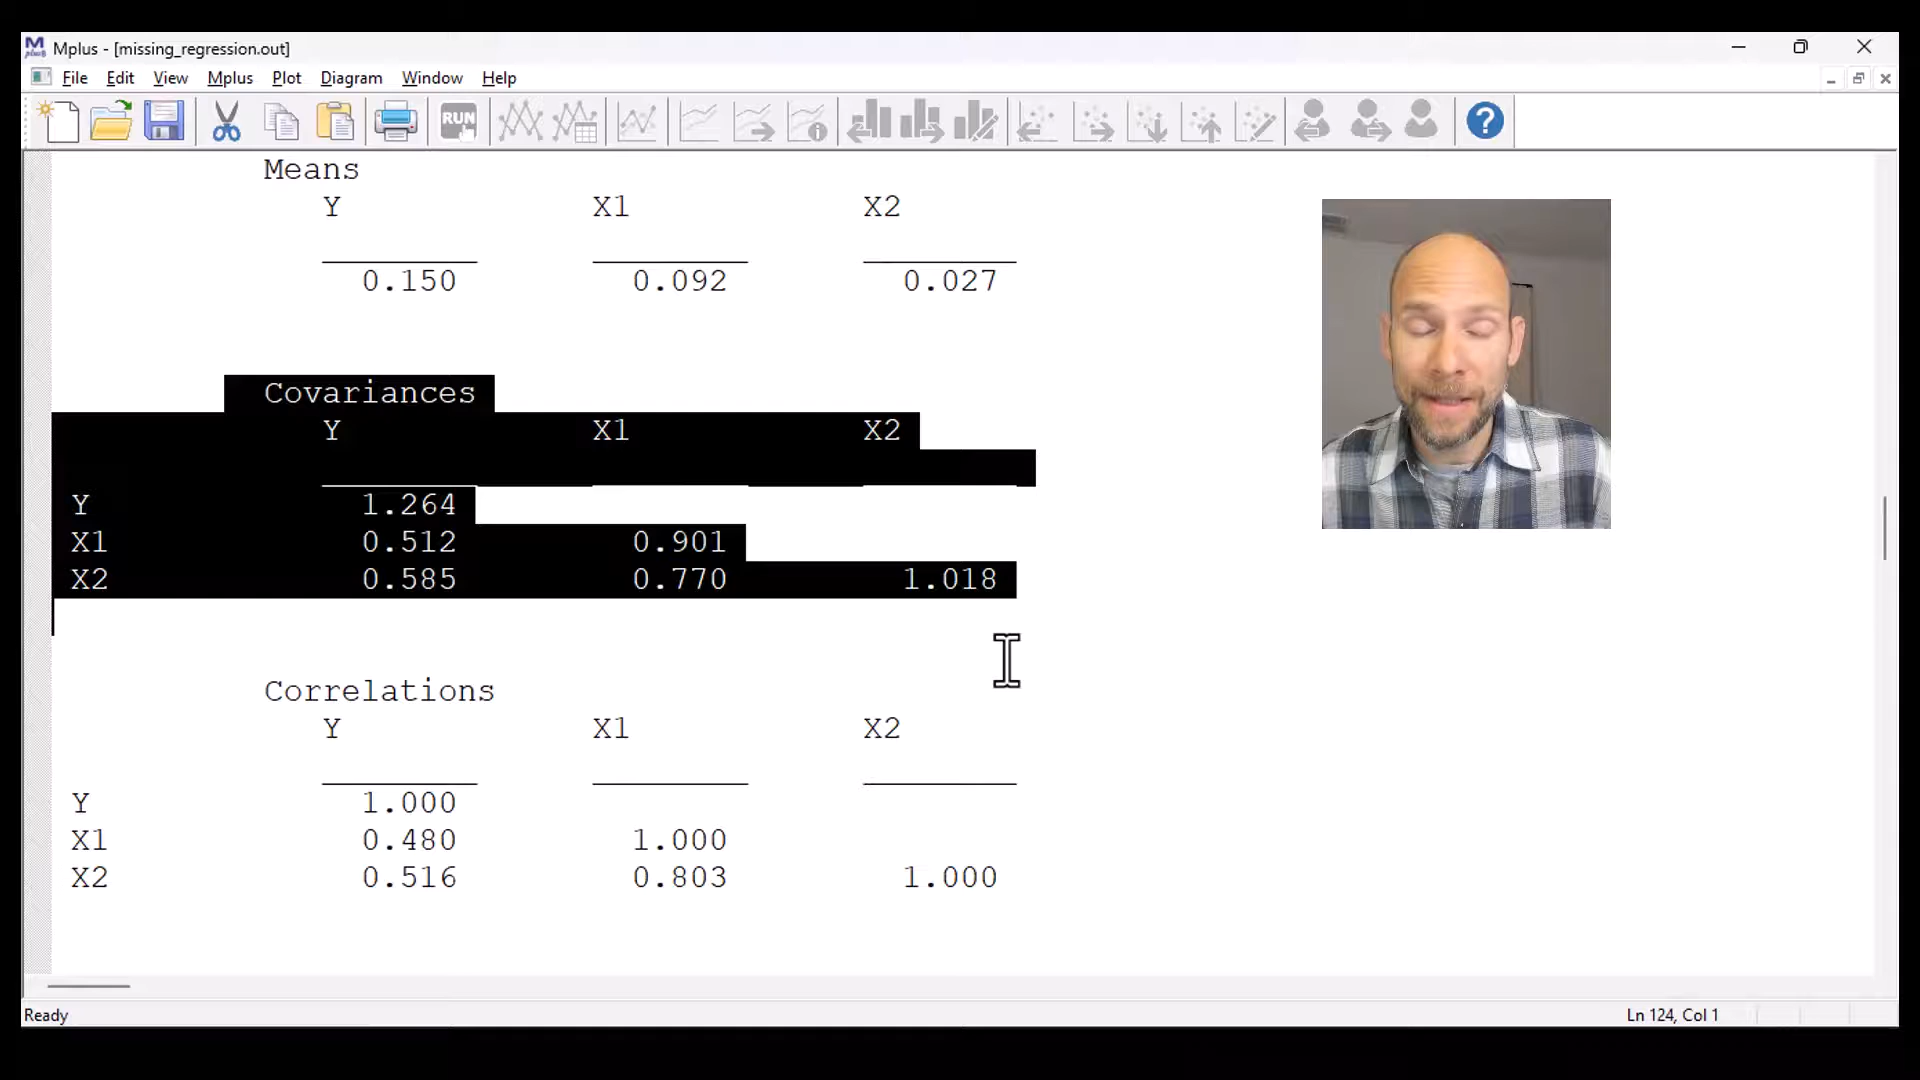 Mplus - [missing_regression.out]
File Edit View Mplus Plot Diagram Window Help
RUN
Means
Y X1 X2
0.150 0.092 0.027
Covariances
Y X1 X2
Y 1.264
X1 0.512 0.901
X2 0.585 0.770 1.018
Correlations
Y X1 X2
Y 1.000
X1 0.480 1.000
X2 0.516 0.803 1.000
Ready Ln 124, Col 1